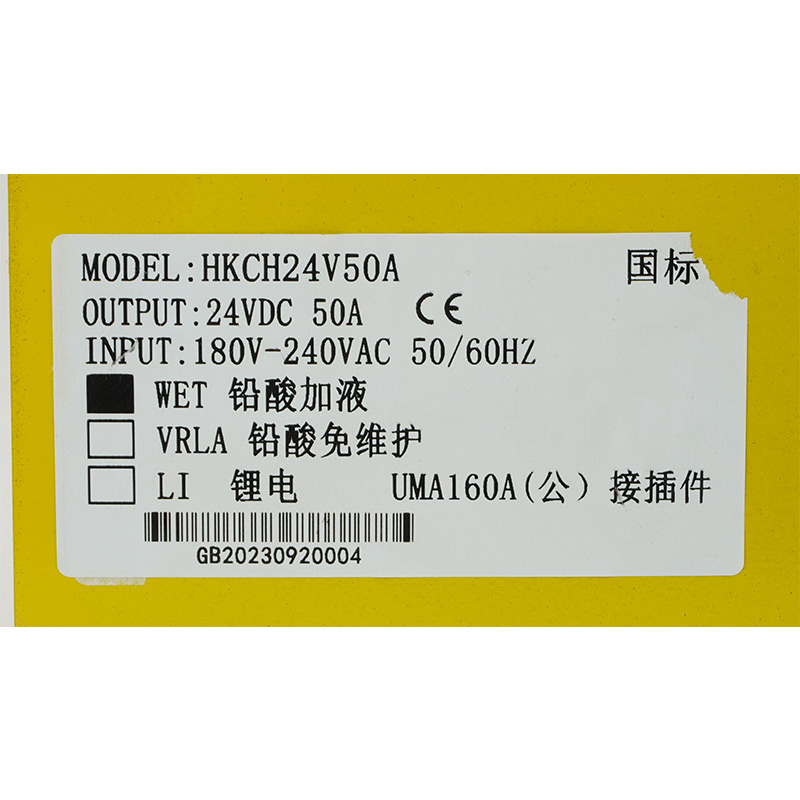 MODEL:HKCH24V50A 国标
OUTPUT:24VDC 50A CE
INPUT:180V-240VAC 50/60HZ
WET 铅酸加液
VRLA 铅酸免维护
LI 锂电 UMA160A(公) 接插件
GB20230920004